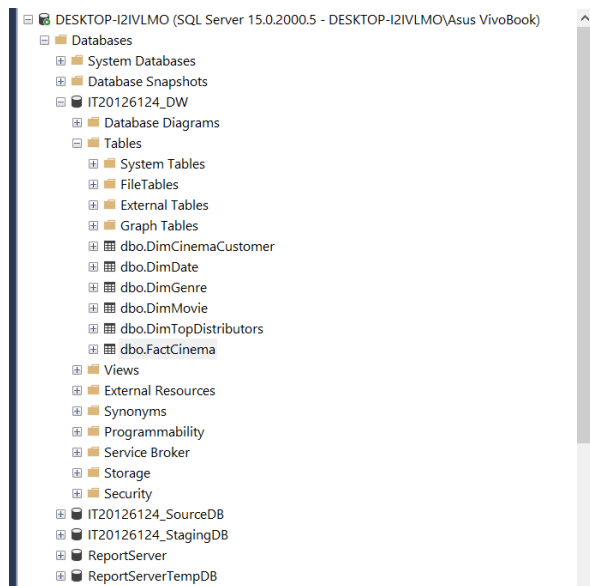 DESKTOP-I2IVLMO (SQL Server 15.0.2000.5 - DESKTOP-I2IVLMO\Asus VivoBook)
Databases
System Databases
Database Snapshots
IT20126124_DW
Database Diagrams
Tables
System Tables
FileTables
External Tables
Graph Tables
dbo.DimCinemaCustomer
dbo.DimDate
dbo.DimGenre
dbo.DimMovie
dbo.DimTopDistributors
dbo.FactCinema
Views
External Resources
Synonyms
Programmability
Service Broker
Storage
Security
IT20126124_SourceDB
IT20126124_StagingDB
ReportServer
ReportServerTempDB